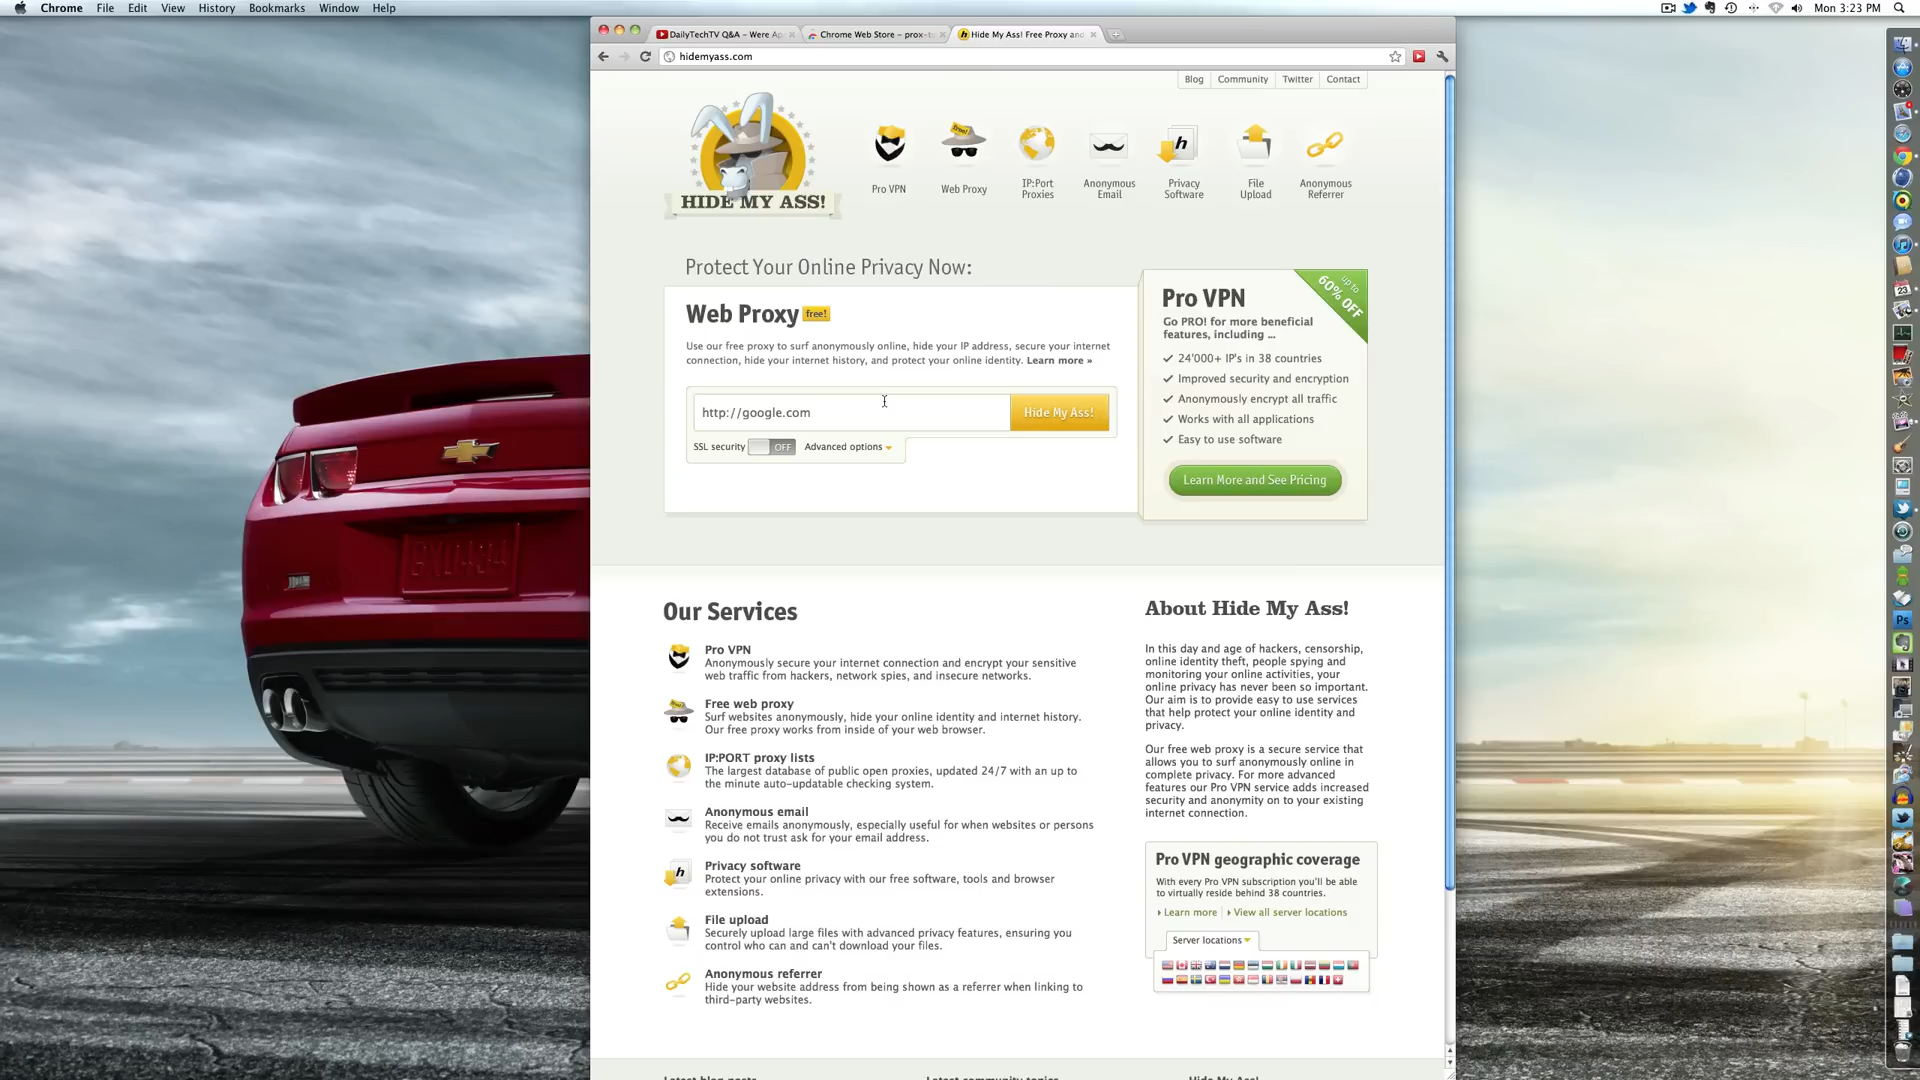 Chrome File Edit View History Bookmarks Window Help Mon 3:23 PM
DailyTechTV Q&A – Were Ap Chrome Web Store – prox-t Hide My Ass! Free Proxy and
hidemyass.com
Blog Community Twitter Contact
HIDE MY ASS!
free!
h
Pro VPN Web Proxy IP:Port Proxies Anonymous Email Privacy Software File Upload Anonymous Referrer
Protect Your Online Privacy Now:
Web Proxy free!
Use our free proxy to surf anonymously online, hide your IP address, secure your internet
connection, hide your internet history, and protect your online identity. Learn more »
http://google.com Hide My Ass!
SSL security OFF Advanced options
up to
60% OFF
Pro VPN
Go PRO! for more beneficial
features, including ...
24'000+ IP's in 38 countries
Improved security and encryption
Anonymously encrypt all traffic
Works with all applications
Easy to use software
Learn More and See Pricing
Our Services
Pro VPN
Anonymously secure your internet connection and encrypt your sensitive
web traffic from hackers, network spies, and insecure networks.
Free web proxy
Surf websites anonymously, hide your online identity and internet history.
Our free proxy works from inside of your web browser.
IP:PORT proxy lists
The largest database of public open proxies, updated 24/7 with an up to
the minute auto-updatable checking system.
Anonymous email
Receive emails anonymously, especially useful for when websites or persons
you do not trust ask for your email address.
Privacy software
Protect your online privacy with our free software, tools and browser
extensions.
h
File upload
Securely upload large files with advanced privacy features, ensuring you
control who can and can't download your files.
Anonymous referrer
Hide your website address from being shown as a referrer when linking to
third-party websites.
About Hide My Ass!
In this day and age of hackers, censorship,
online identity theft, people spying and
monitoring your online activities, your
online privacy has never been so important.
Our aim is to provide easy to use services
that help protect your online identity and
privacy.
Our free web proxy is a secure service that
allows you to surf anonymously online in
complete privacy. For more advanced
features our Pro VPN service adds increased
security and anonymity on to your existing
internet connection.
Pro VPN geographic coverage
With every Pro VPN subscription you'll be able
to virtually reside behind 38 countries.
Learn more View all server locations
Server locations
23
Ps